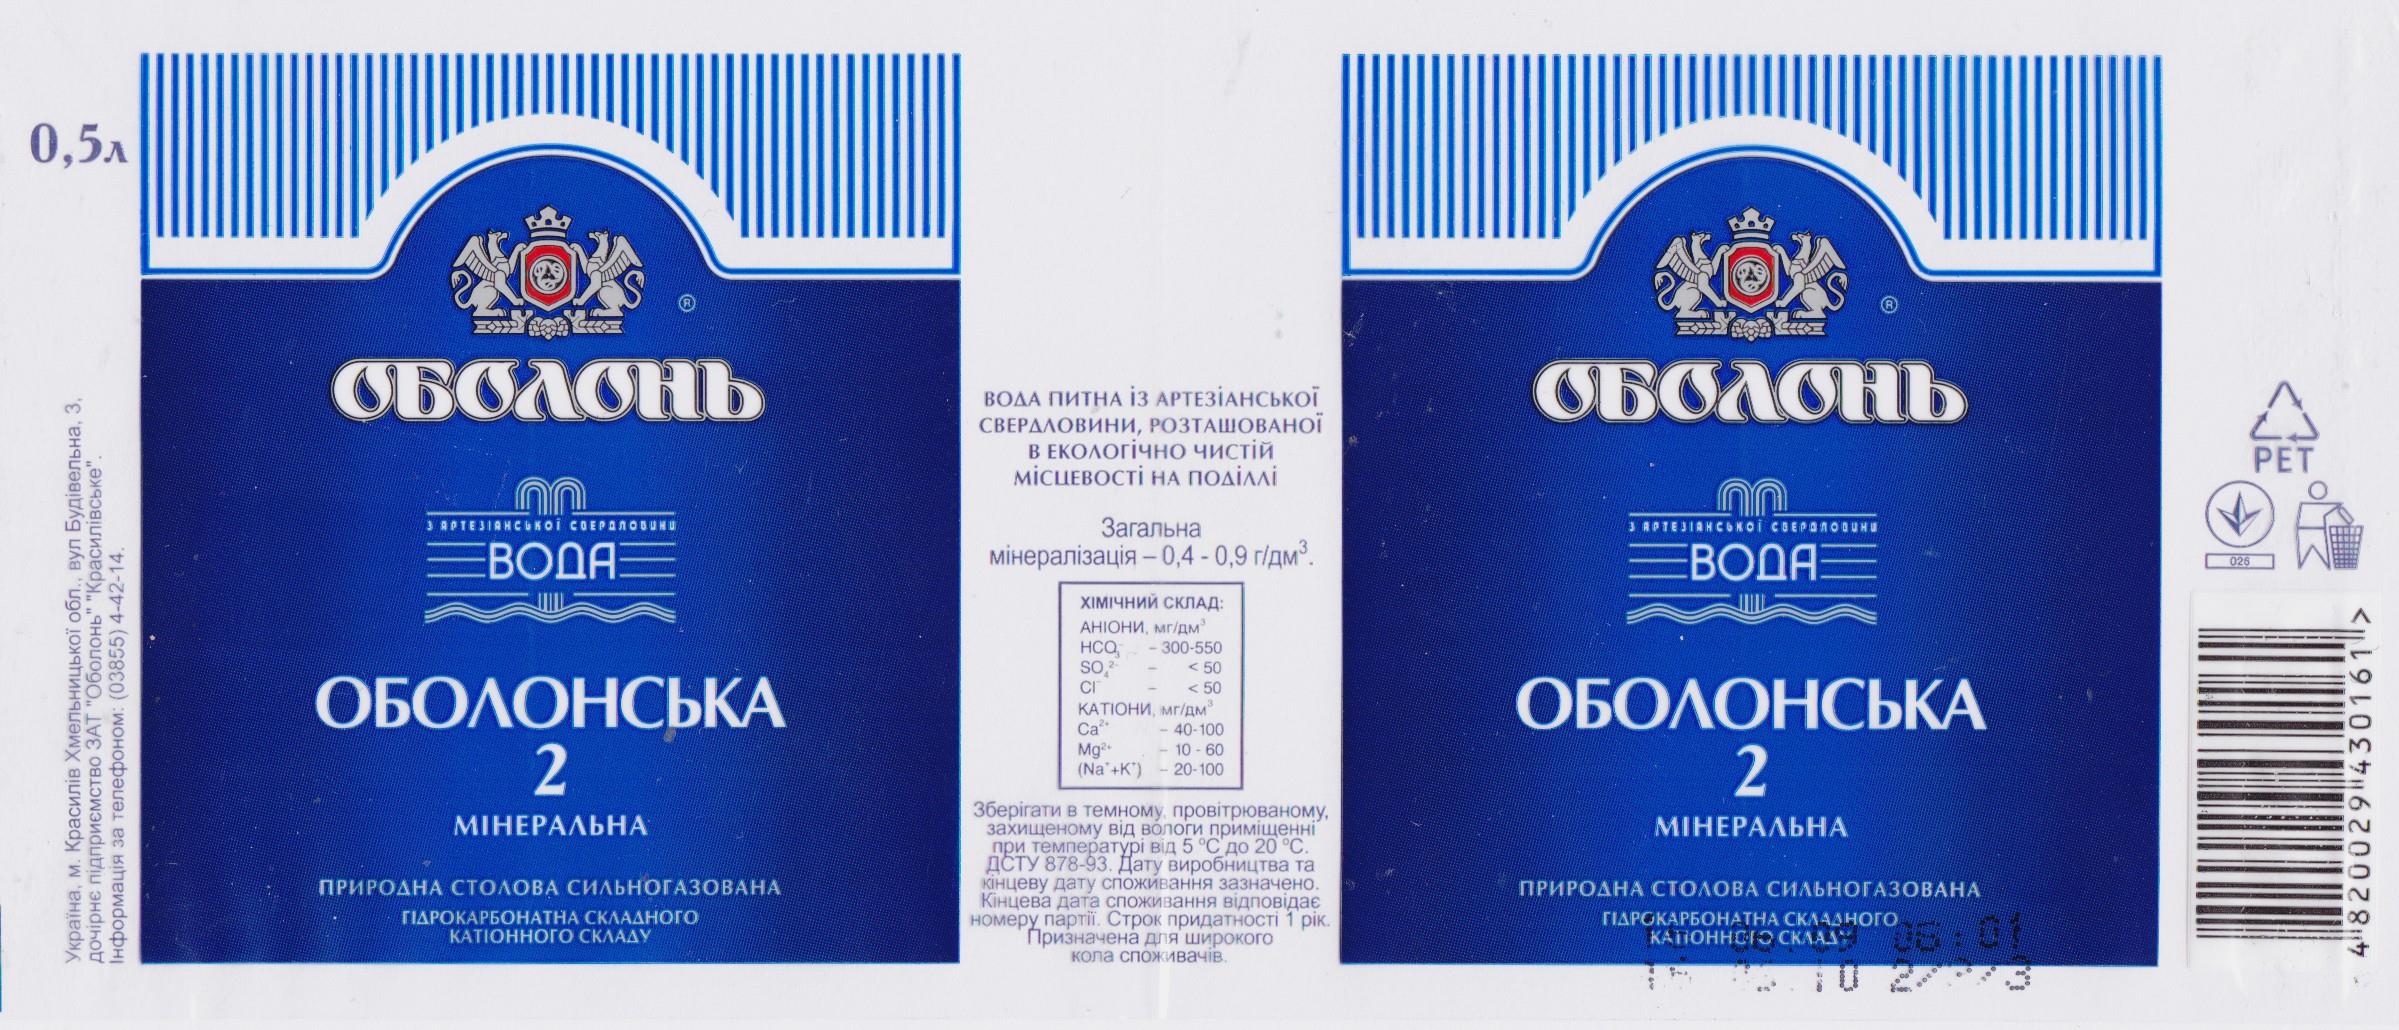 0,5л
Україна, м. Красилів Хмельницької обл., вул Будівельна, 3,
дочірнє підприємство ЗАТ "Оболонь" "Красилівське".
Інформація за телефоном: (03855) 4-42-14.
®
ОБОЛОНЬ
З АРТЕЗІАНСЬКОЇ СВЕРДЛОВИНИ
ВОДА
ОБОЛОНСЬКА
2
МІНЕРАЛЬНА
ПРИРОДНА СТОЛОВА СИЛЬНОГАЗОВАНА
ГІДРОКАРБОНАТНА СКЛАДНОГО
КАТІОННОГО СКЛАДУ
ВОДА ПИТНА ІЗ АРТЕЗІАНСЬКОЇ
СВЕРДЛОВИНИ, РОЗТАШОВАНОЇ
В ЕКОЛОГІЧНО ЧИСТІЙ
МІСЦЕВОСТІ НА ПОДІЛЛІ
Загальна
мінералізація – 0,4 - 0,9 г/дм³.
ХІМІЧНИЙ СКЛАД:
АНІОНИ, мг/дм³
HCO₃⁻ – 300-550
SO₄²⁻ – < 50
Cl⁻ – < 50
КАТІОНИ, мг/дм³
Ca²⁺ – 40-100
Mg²⁺ – 10 - 60
(Na⁺+K⁺) – 20-100
Зберігати в темному, провітрюваному,
захищеному від вологи приміщенні
при температурі від 5 °C до 20 °C.
ДСТУ 878-93. Дату виробництва та
кінцеву дату споживання зазначено.
Кінцева дата споживання відповідає
номеру партії. Строк придатності 1 рік.
Призначена для широкого
кола споживачів.
®
ОБОЛОНЬ
З АРТЕЗІАНСЬКОЇ СВЕРДЛОВИНИ
ВОДА
ОБОЛОНСЬКА
2
МІНЕРАЛЬНА
ПРИРОДНА СТОЛОВА СИЛЬНОГАЗОВАНА
ГІДРОКАРБОНАТНА СКЛАДНОГО
КАТІОННОГО СКЛАДУ
06:01
PET
026
4820029430161>